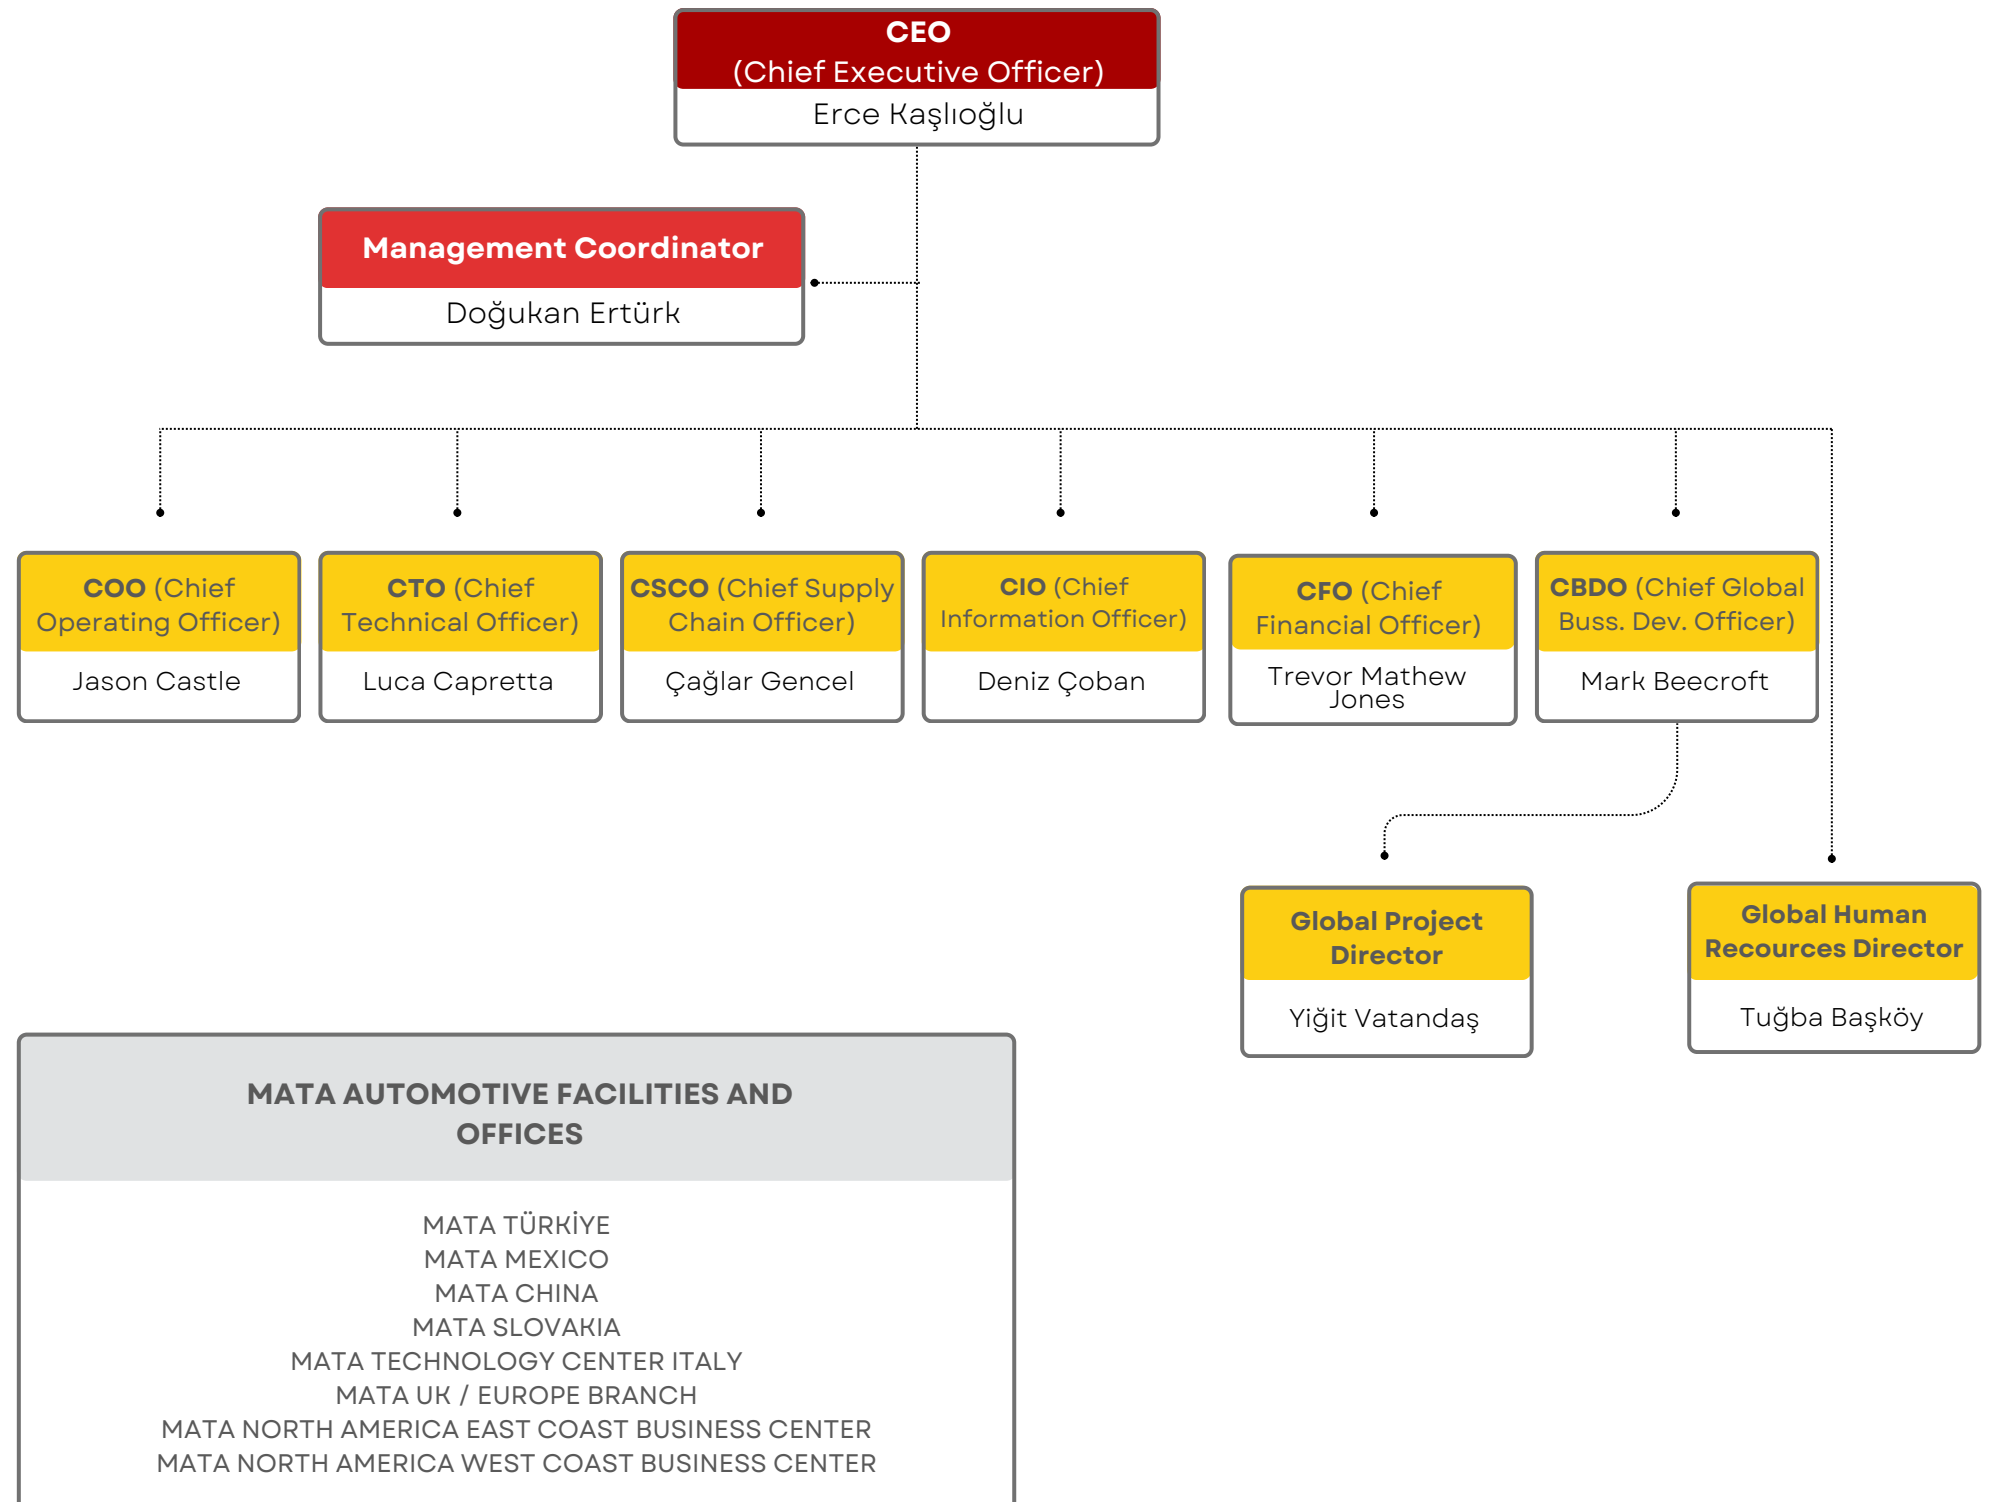 CEO
(Chief Executive Officer)
Erce Kaşlıoğlu
Management Coordinator
Doğukan Ertürk
COO (Chief
Operating Officer)
Jason Castle
CTO (Chief
Technical Officer)
Luca Capretta
CSCO (Chief Supply
Chain Officer)
Çağlar Gencel
CIO (Chief
Information Officer)
Deniz Çoban
CFO (Chief
Financial Officer)
Trevor Mathew
Jones
CBDO (Chief Global
Buss. Dev. Officer)
Mark Beecroft
Global Project
Director
Yiğit Vatandaş
Global Human
Recources Director
Tuğba Başköy
MATA AUTOMOTIVE FACILITIES AND
OFFICES
MATA TÜRKİYE
MATA MEXICO
MATA CHINA
MATA SLOVAKIA
MATA TECHNOLOGY CENTER ITALY
MATA UK / EUROPE BRANCH
MATA NORTH AMERICA EAST COAST BUSINESS CENTER
MATA NORTH AMERICA WEST COAST BUSINESS CENTER